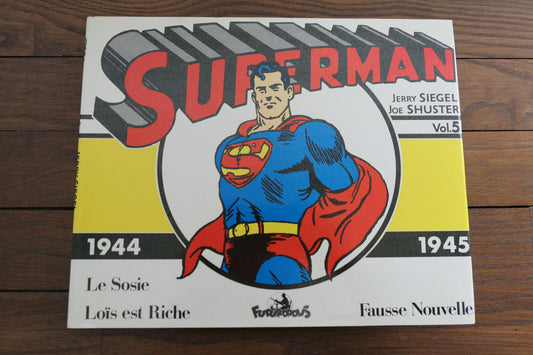 SUPERMAN
JERRY SIEGEL
JOE SHUSTER
Vol.5
1944
1945
Le Sosie
Loïs est Riche
FUTUROPOLIS
Fausse Nouvelle